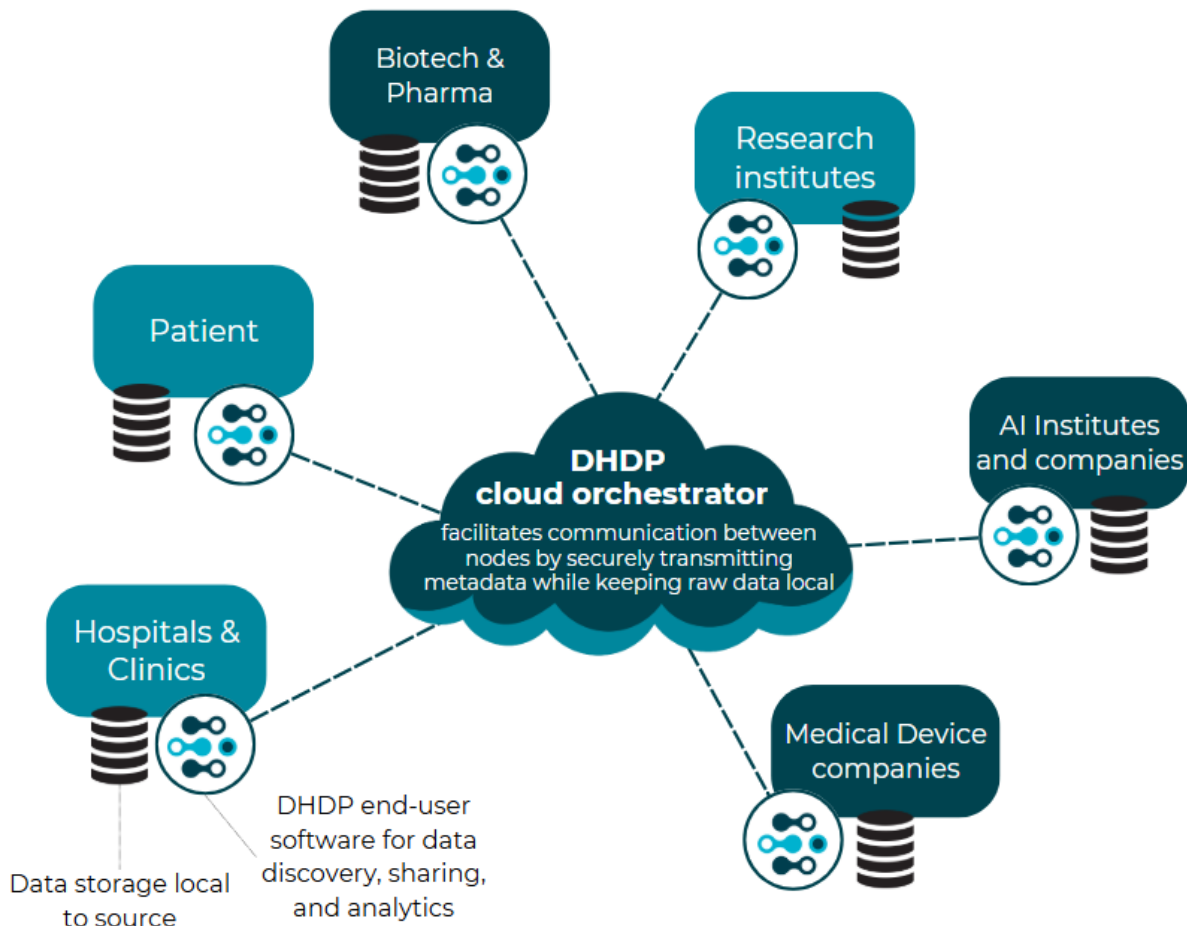 Biotech &
Pharma
Research
institutes
Patient
AI Institutes
and companies
DHDP
cloud orchestrator
facilitates communication between
nodes by securely transmitting
metadata while keeping raw data local
Hospitals &
Clinics
Medical Device
companies
DHDP end-user
software for data
discovery, sharing,
and analytics
Data storage local
to source